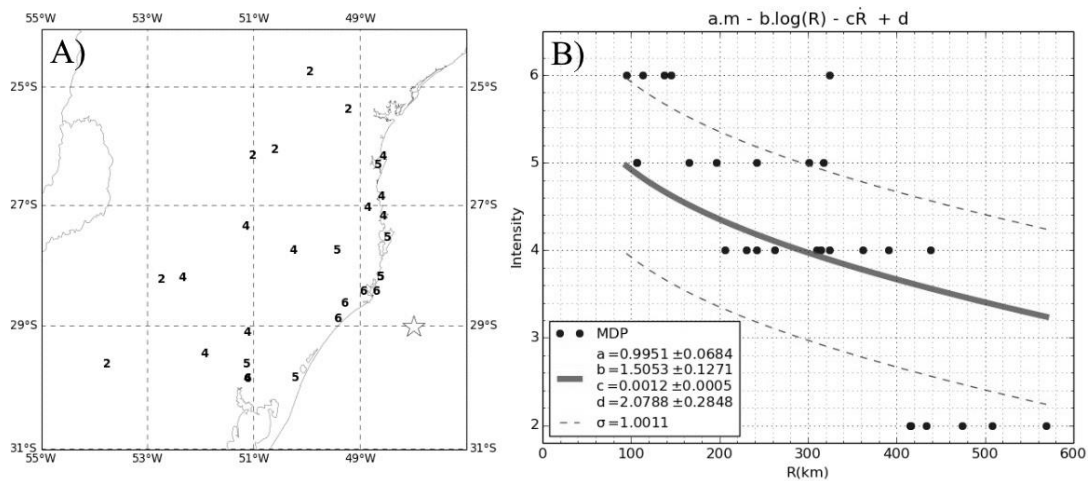 55°W 53°W 51°W 49°W
A)
25°S 25°S
27°S 27°S
29°S 29°S
31°S 31°S
55°W 53°W 51°W 49°W
2
2
2
2
4
5
4
4
4
4
5
4
5
2
4
5
6
6
6
6
4
4
5
2
6
5
a.m - b.log(R) - cṘ + d
B)
Intensity
6
5
4
3
2
MDP
a=0.9951 ±0.0684
b=1.5053 ±0.1271
c=0.0012 ±0.0005
d=2.0788 ±0.2848
σ=1.0011
0 100 200 300 400 500 600
R(km)